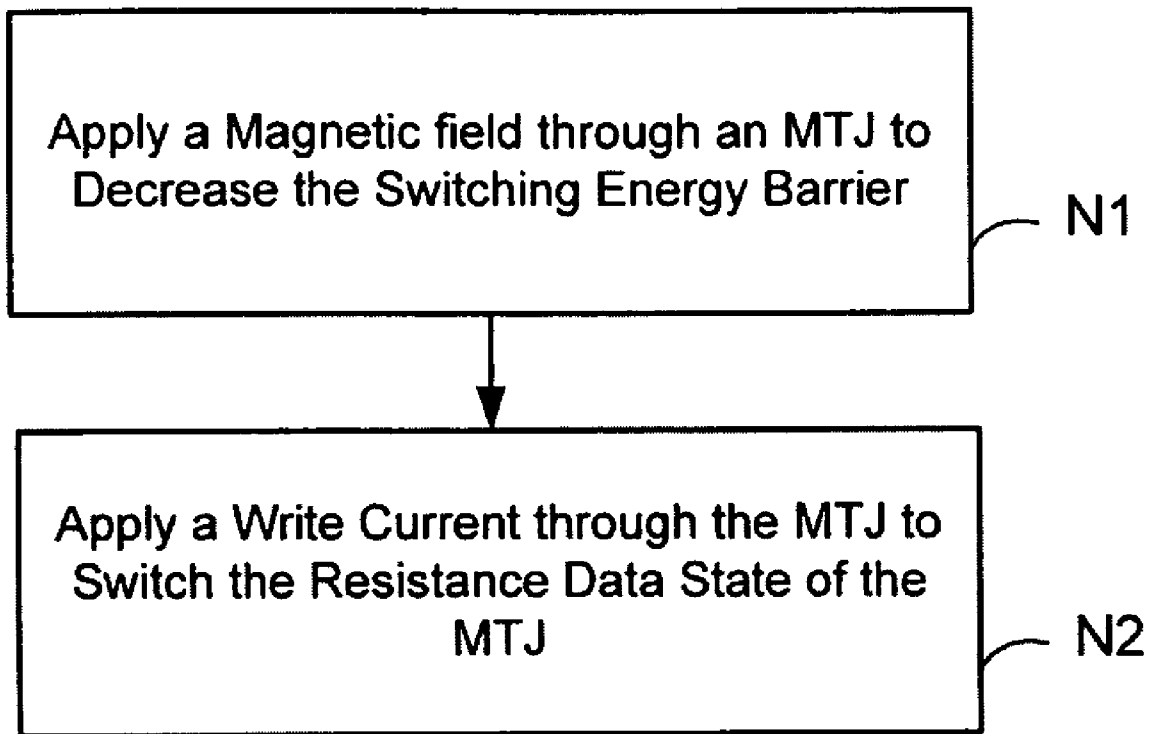 Apply a Magnetic field through an MTJ to
Decrease the Switching Energy Barrier
N1
Apply a Write Current through the MTJ to
Switch the Resistance Data State of the
MTJ
N2